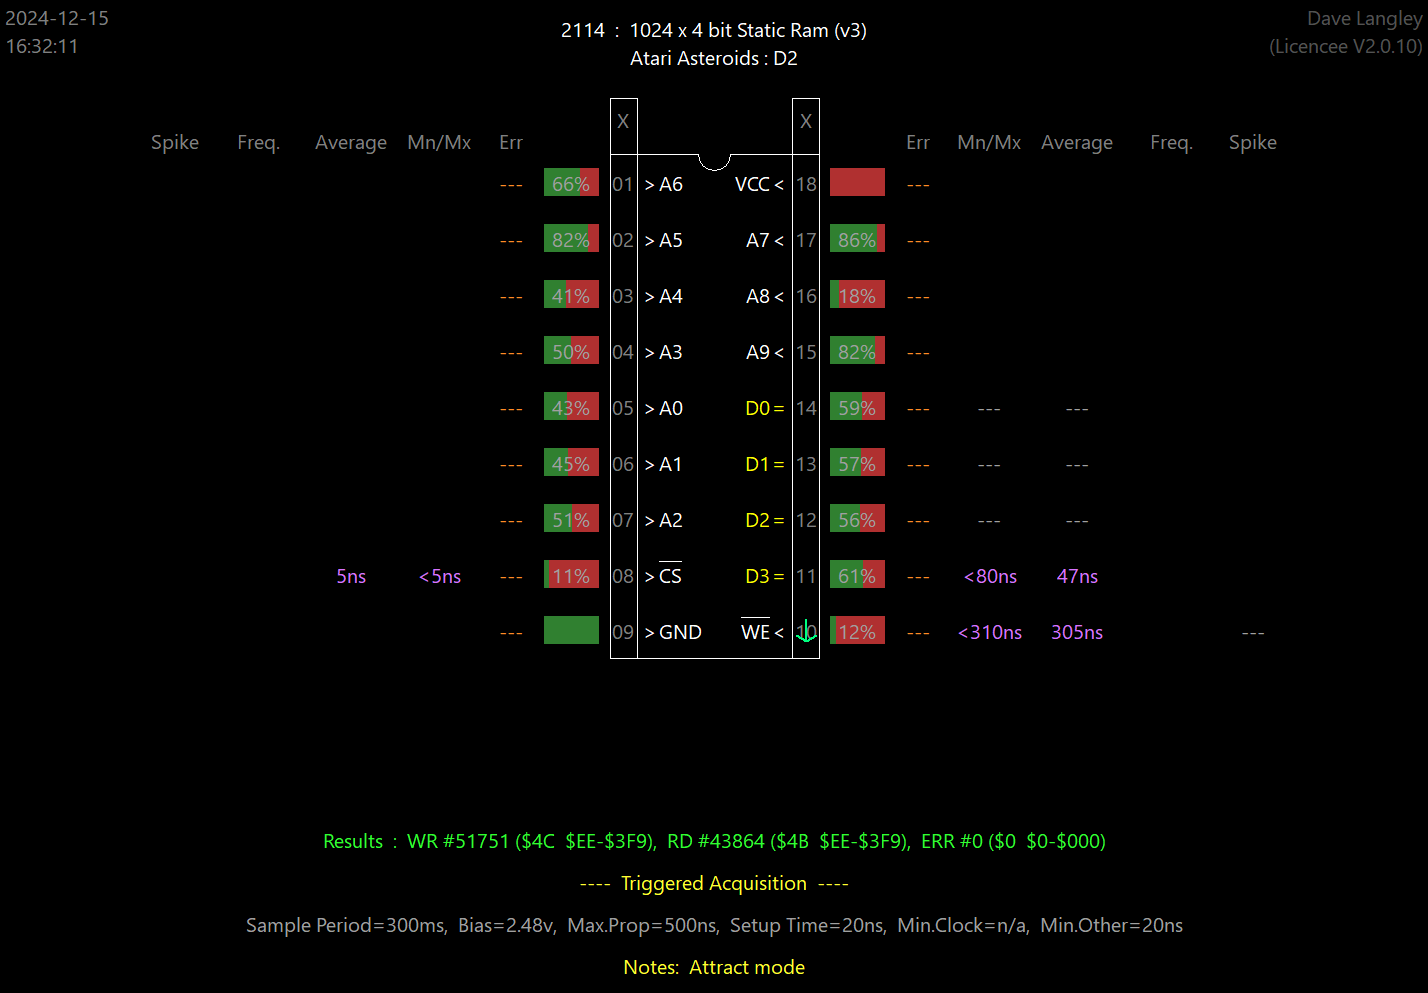 2024-12-15
16:32:11
2114 : 1024 x 4 bit Static Ram (v3)
Atari Asteroids : D2
Dave Langley
(Licencee V2.0.10)
X X
Spike Freq. Average Mn/Mx Err Err Mn/Mx Average Freq. Spike
--- 66% 01 > A6 VCC < 18 ---
--- 82% 02 > A5 A7 < 17 86% ---
--- 41% 03 > A4 A8 < 16 18% ---
--- 50% 04 > A3 A9 < 15 82% ---
--- 43% 05 > A0 D0 = 14 59% --- --- ---
--- 45% 06 > A1 D1 = 13 57% --- --- ---
--- 51% 07 > A2 D2 = 12 56% --- --- ---
5ns <5ns --- 11% 08 > CS D3 = 11 61% --- <80ns 47ns
--- 09 > GND WE < 10 12% --- <310ns 305ns ---
Results : WR #51751 ($4C $EE-$3F9), RD #43864 ($4B $EE-$3F9), ERR #0 ($0 $0-$000)
---- Triggered Acquisition ----
Sample Period=300ms, Bias=2.48v, Max.Prop=500ns, Setup Time=20ns, Min.Clock=n/a, Min.Other=20ns
Notes: Attract mode